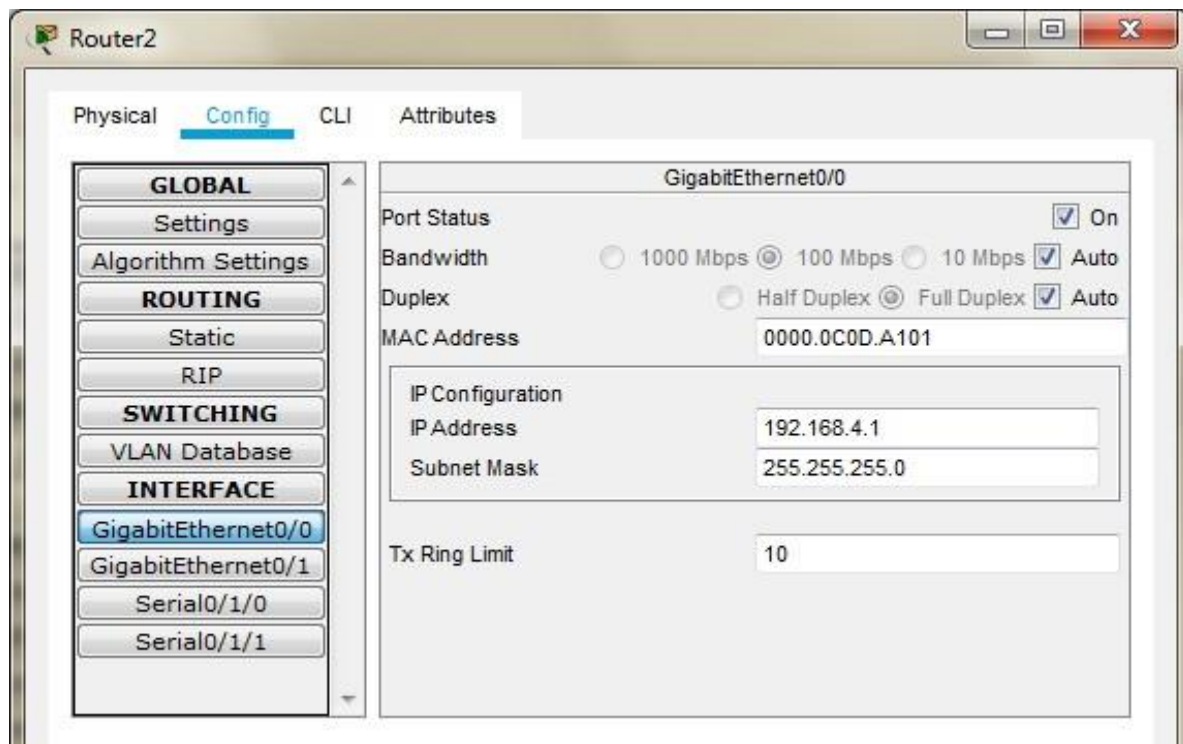 Router2
Physical Config CLI Attributes
GLOBAL
Settings
Algorithm Settings
ROUTING
Static
RIP
SWITCHING
VLAN Database
INTERFACE
GigabitEthernet0/0
GigabitEthernet0/1
Serial0/1/0
Serial0/1/1
GigabitEthernet0/0
Port Status On
Bandwidth 1000 Mbps 100 Mbps 10 Mbps Auto
Duplex Half Duplex Full Duplex Auto
MAC Address 0000.0C0D.A101
IP Configuration
IP Address 192.168.4.1
Subnet Mask 255.255.255.0
Tx Ring Limit 10